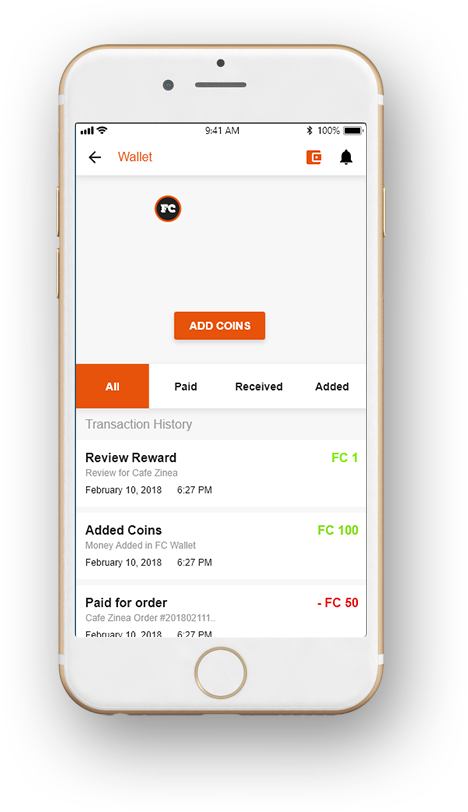 9:41 AM 100%
Wallet
FC
ADD COINS
All Paid Received Added
Transaction History
Review Reward FC 1
Review for Cafe Zinea
February 10, 2018 6:27 PM
Added Coins FC 100
Money Added in FC Wallet
February 10, 2018 6:27 PM
Paid for order - FC 50
Cafe Zinea Order #201802111..
February 10, 2018 6:27 PM